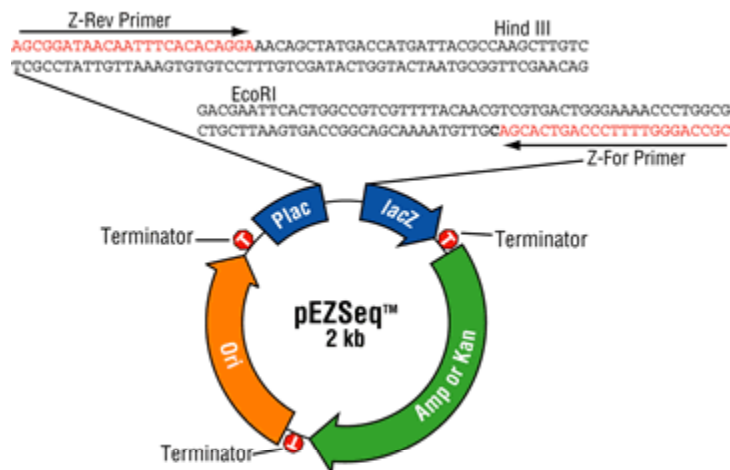 Z-Rev Primer
Hind III
AGCGGATAACAATTTCACACAGGAAACAGCTATGACCATGATTACGCCAAGCTTGTC
TCGCCTATTGTTAAAGTGTGTCCTTTGTCGATACTGGTACTAATGCGGTTCGAACAG
EcoRI
GACGAATTCACTGGCCGTCGTTTTACAACGTCGTGACTGGGAAAACCCTGGCG
CTGCTTAAGTGACCGGCAGCAAAATGTTGCAGCACTGACCCTTTTGGGACCGC
Z-For Primer
Plac
lacZ
Terminator
T
T
Terminator
pEZSeq™
2 kb
Ori
Amp or Kan
Terminator
T